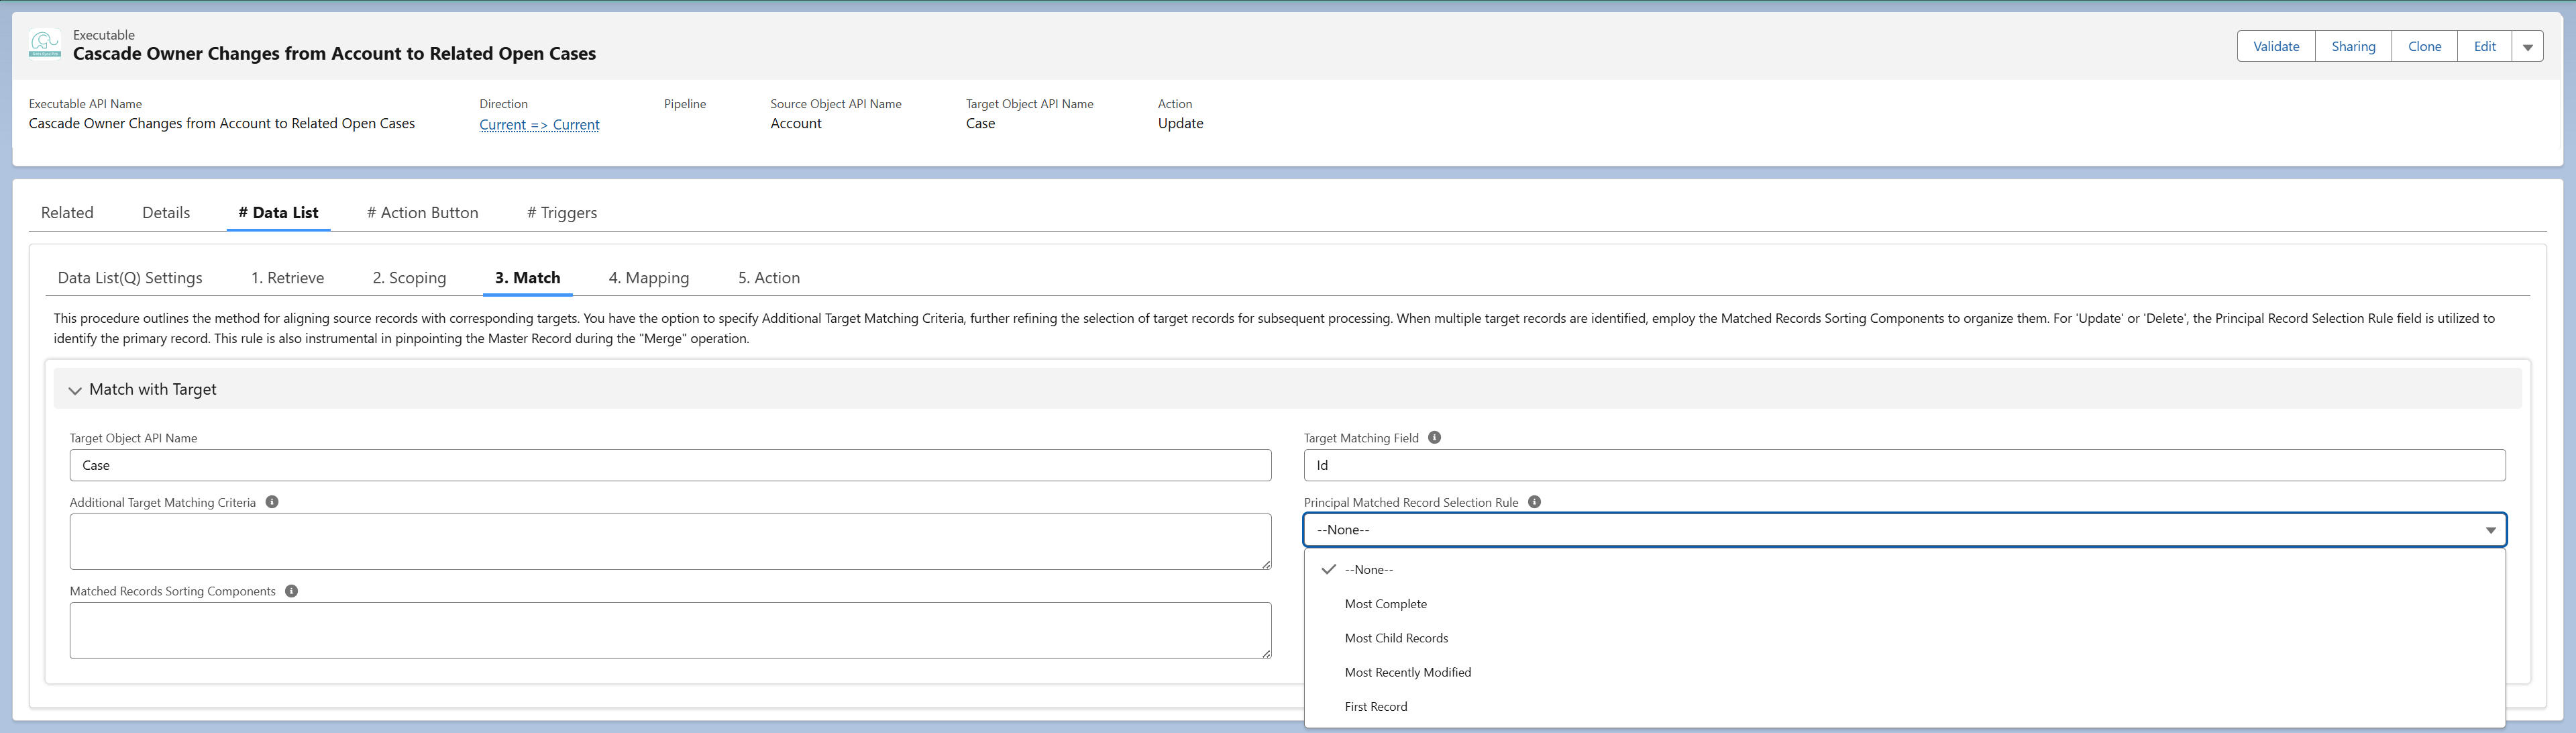 Executable
Cascade Owner Changes from Account to Related Open Cases
Validate
Sharing
Clone
Edit
Executable API Name
Cascade Owner Changes from Account to Related Open Cases
Direction
Current => Current
Pipeline
Source Object API Name
Account
Target Object API Name
Case
Action
Update
Related
Details
# Data List
# Action Button
# Triggers
Data List(Q) Settings
1. Retrieve
2. Scoping
3. Match
4. Mapping
5. Action
This procedure outlines the method for aligning source records with corresponding targets. You have the option to specify Additional Target Matching Criteria, further refining the selection of target records for subsequent processing. When multiple target records are identified, employ the Matched Records Sorting Components to organize them. For 'Update' or 'Delete', the Principal Record Selection Rule field is utilized to
identify the primary record. This rule is also instrumental in pinpointing the Master Record during the "Merge" operation.
Match with Target
Target Object API Name
Case
Target Matching Field
Id
Additional Target Matching Criteria
Principal Matched Record Selection Rule
--None--
Matched Records Sorting Components
--None--
Most Complete
Most Child Records
Most Recently Modified
First Record